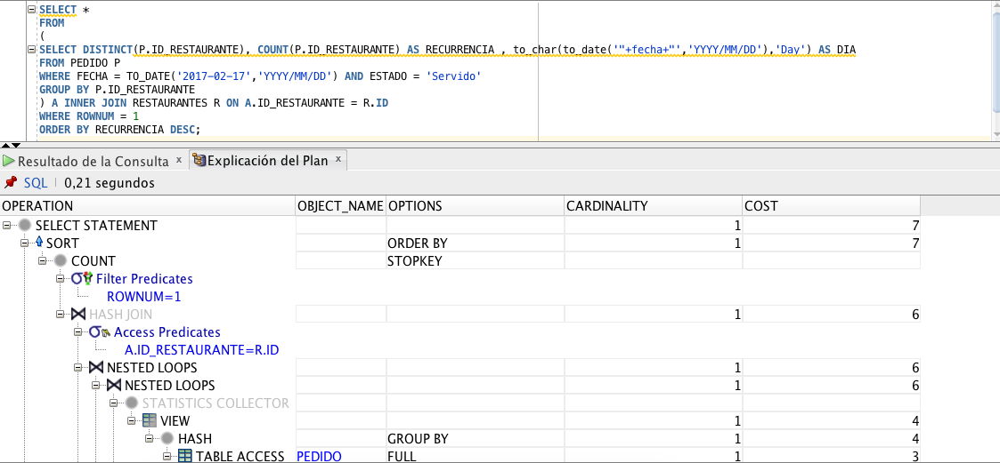 SELECT *
FROM
(
SELECT DISTINCT(P.ID_RESTAURANTE), COUNT(P.ID_RESTAURANTE) AS RECURRENCIA , to_char(to_date('"+fecha+"','YYYY/MM/DD'),'Day') AS DIA
FROM PEDIDO P
WHERE FECHA = TO_DATE('2017-02-17','YYYY/MM/DD') AND ESTADO = 'Servido'
GROUP BY P.ID_RESTAURANTE
) A INNER JOIN RESTAURANTES R ON A.ID_RESTAURANTE = R.ID
WHERE ROWNUM = 1
ORDER BY RECURRENCIA DESC;
Resultado de la Consulta x Explicación del Plan x
SQL | 0,21 segundos
OPERATION OBJECT_NAME OPTIONS CARDINALITY COST
SELECT STATEMENT 1 7
SORT ORDER BY 1 7
COUNT STOPKEY
Filter Predicates
ROWNUM=1
HASH JOIN 1 6
Access Predicates
A.ID_RESTAURANTE=R.ID
NESTED LOOPS 1 6
NESTED LOOPS 1 6
STATISTICS COLLECTOR
VIEW 1 4
HASH GROUP BY 1 4
TABLE ACCESS PEDIDO FULL 1 3